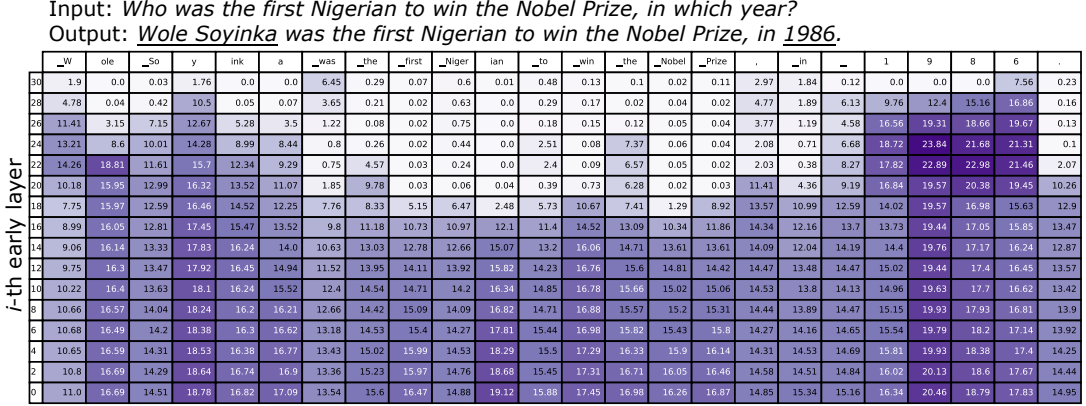 Input: Who was the first Nigerian to win the Nobel Prize, in which year?
Output: Wole Soyinka was the first Nigerian to win the Nobel Prize, in 1986.
_W ole _So y ink a _was _the _first _Niger ian _to _win _the _Nobel _Prize , _in _ 1 9 8 6 .
30 1.9 0.0 0.03 1.76 0.0 0.0 6.45 0.29 0.07 0.6 0.01 0.48 0.13 0.1 0.02 0.11 2.97 1.84 0.12 0.0 0.0 0.0 7.56 0.23
28 4.78 0.04 0.42 10.5 0.05 0.07 3.65 0.21 0.02 0.63 0.0 0.29 0.17 0.02 0.04 0.02 4.77 1.89 6.13 9.76 12.4 15.16 16.86 0.16
26 11.41 3.15 7.15 12.67 5.28 3.5 1.22 0.08 0.02 0.75 0.0 0.18 0.15 0.12 0.05 0.04 3.77 1.19 4.58 16.56 19.31 18.66 19.67 0.13
24 13.21 8.6 10.01 14.28 8.99 8.44 0.8 0.26 0.02 0.44 0.0 2.51 0.08 7.37 0.06 0.04 2.08 0.71 6.68 18.72 23.84 21.68 21.31 0.1
22 14.26 18.81 11.61 15.7 12.34 9.29 0.75 4.57 0.03 0.24 0.0 2.4 0.09 6.57 0.02 0.05 2.03 0.38 8.27 17.82 22.89 22.98 21.46 2.07
20 10.18 15.95 12.99 16.32 13.52 11.07 1.85 9.78 0.03 0.06 0.04 0.39 0.73 6.28 0.02 0.03 11.41 4.36 9.19 16.84 19.57 20.38 19.45 10.26
18 7.75 15.97 12.59 16.46 14.52 12.25 7.76 8.33 5.15 6.47 2.48 5.73 10.67 7.41 1.29 8.92 13.57 10.99 12.59 14.02 19.57 16.98 15.63 12.9
16 8.99 16.05 12.81 17.45 15.47 13.52 9.8 11.18 10.73 10.97 12.1 11.4 14.52 13.09 10.34 11.86 14.34 12.16 13.7 13.73 19.44 17.05 15.85 13.47
14 9.06 16.14 13.33 17.83 16.24 14.0 10.63 13.03 12.78 12.66 15.07 13.2 16.06 14.71 13.61 13.61 14.09 12.04 14.19 14.4 19.76 17.17 16.24 12.87
12 9.75 16.3 13.47 17.92 16.45 14.94 11.52 13.95 14.11 13.92 15.82 14.23 16.76 15.6 14.81 14.42 14.47 13.48 14.47 15.02 19.44 17.4 16.45 13.57
10 10.22 16.4 13.63 18.1 16.24 15.52 12.4 14.54 14.71 14.2 16.34 14.85 16.78 15.66 15.02 15.06 14.53 13.8 14.13 14.96 19.63 17.7 16.62 13.42
8 10.66 16.57 14.04 18.24 16.2 16.21 12.66 14.42 15.09 14.09 16.82 14.71 16.88 15.57 15.2 15.31 14.44 13.89 14.47 15.15 19.93 17.93 16.81 13.9
6 10.68 16.49 14.2 18.38 16.3 16.62 13.18 14.53 15.4 14.27 17.81 15.44 16.98 15.82 15.43 15.8 14.27 14.16 14.65 15.54 19.79 18.2 17.14 13.92
4 10.65 16.59 14.31 18.53 16.38 16.77 13.43 15.02 15.99 14.53 18.29 15.5 17.29 16.33 15.9 16.14 14.31 14.53 14.69 15.81 19.93 18.38 17.4 14.25
2 10.8 16.69 14.29 18.64 16.74 16.9 13.36 15.23 15.97 14.76 18.68 15.45 17.31 16.71 16.05 16.46 14.58 14.51 14.84 16.02 20.13 18.6 17.67 14.44
0 11.0 16.69 14.51 18.78 16.82 17.09 13.54 15.6 16.47 14.88 19.12 15.88 17.45 16.98 16.26 16.87 14.85 15.34 15.16 16.34 20.46 18.79 17.83 14.95
i-th early layer